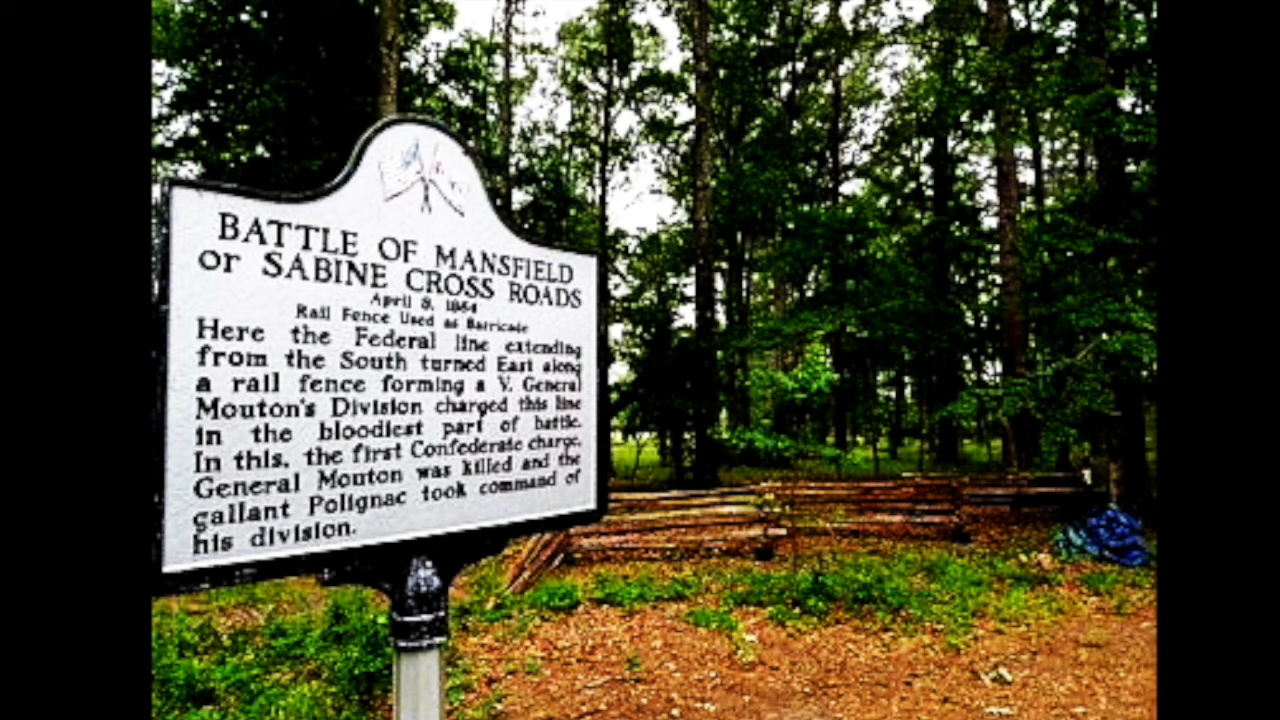 BATTLE OF MANSFIELD
or SABINE CROSS ROADS
April 8, 1864
Rail Fence Used as Barricade
Here the Federal line extending
from the South turned East along
a rail fence forming a V. General
Mouton's Division charged this line
in the bloodiest part of battle.
In this, the first Confederate charge,
General Mouton was killed and the
gallant Polignac took command of
his division.